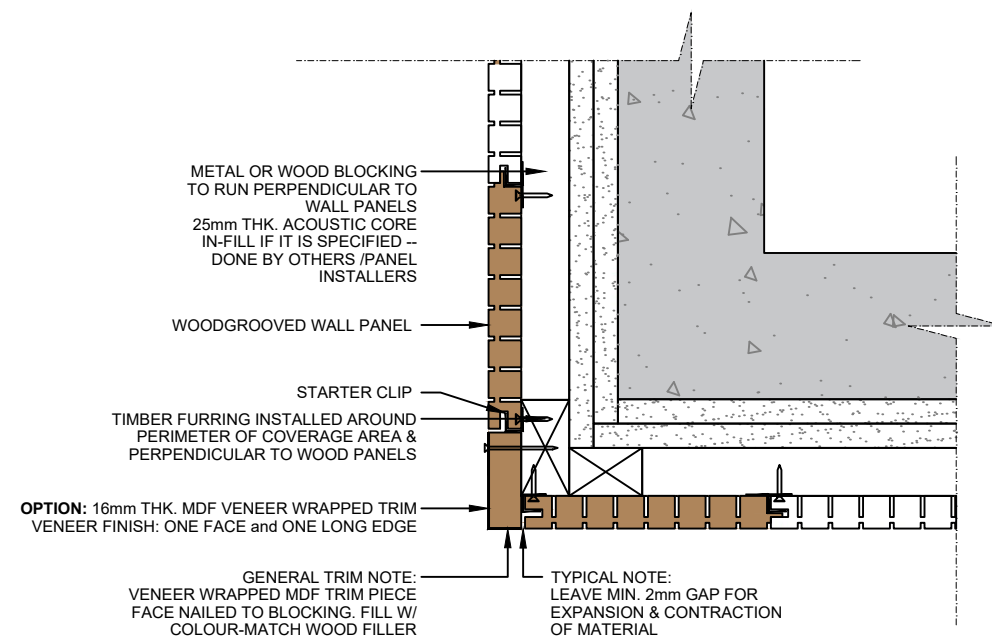 METAL OR WOOD BLOCKING
TO RUN PERPENDICULAR TO
WALL PANELS
25mm THK. ACOUSTIC CORE
IN-FILL IF IT IS SPECIFIED --
DONE BY OTHERS /PANEL
INSTALLERS
WOODGROOVED WALL PANEL
STARTER CLIP
TIMBER FURRING INSTALLED AROUND
PERIMETER OF COVERAGE AREA &
PERPENDICULAR TO WOOD PANELS
OPTION: 16mm THK. MDF VENEER WRAPPED TRIM
VENEER FINISH: ONE FACE and ONE LONG EDGE
GENERAL TRIM NOTE:
VENEER WRAPPED MDF TRIM PIECE
FACE NAILED TO BLOCKING. FILL W/
COLOUR-MATCH WOOD FILLER
TYPICAL NOTE:
LEAVE MIN. 2mm GAP FOR
EXPANSION & CONTRACTION
OF MATERIAL